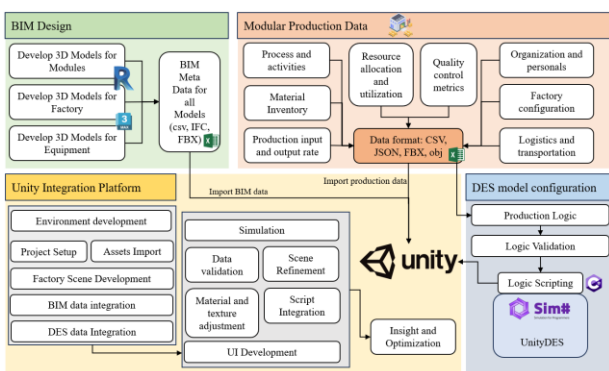 BIM Design
Develop 3D Models for
Modules
Develop 3D Models for
Factory
Develop 3D Models for
Equipment
R
3
BIM
Meta
Data for
all
Models
(csv, IFC,
FBX)
Modular Production Data
Process and
activities
Material
Inventory
Production input
and output rate
Resource
allocation
and
utilization
Quality
control
metrics
Data format: CSV,
JSON, FBX, obj
Organization and
personals
Factory
configuration
Logistics and
transportation
Unity Integration Platform
Import BIM data
Import production data
Environment development
Project Setup
Assets Import
Factory Scene Development
BIM data integration
DES data Integration
Simulation
Data
validation
Scene
Refinement
Material and
texture
adjustment
Script
Integration
UI Development
unity
Insight and
Optimization
DES model configuration
Production Logic
Logic Validation
Logic Scripting
Sim#
UnityDES